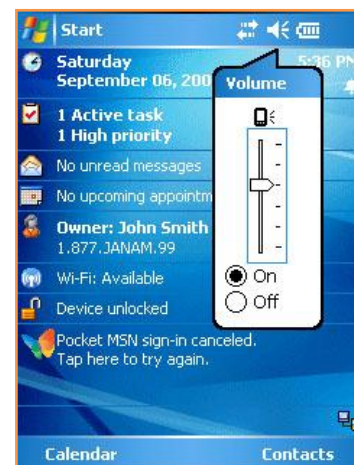 Start
Saturday
5:36 PM
September 06, 200
Volume
1 Active task
1 High priority
No unread messages
No upcoming appointm
Owner: John Smith
1.877.JANAM.99
On
Wi-Fi: Available
Off
Device unlocked
Pocket MSN sign-in canceled.
Tap here to try again.
Calendar
Contacts